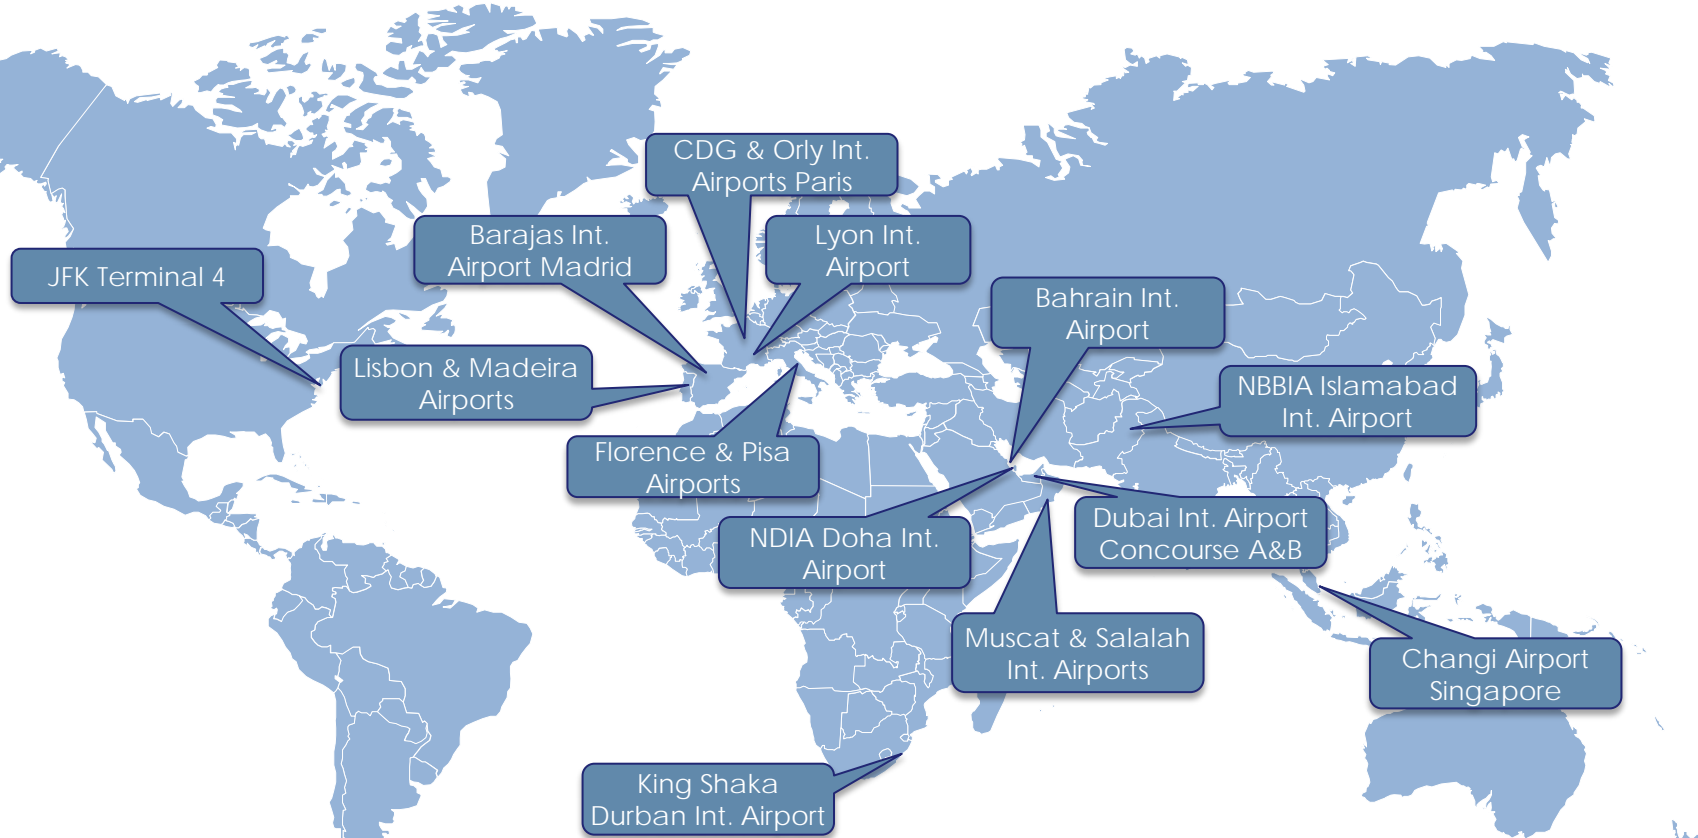 CDG & Orly Int.
Airports Paris
Barajas Int.
Airport Madrid
Lyon Int.
Airport
JFK Terminal 4
Bahrain Int.
Airport
Lisbon & Madeira
Airports
NBBIA Islamabad
Int. Airport
Florence & Pisa
Airports
NDIA Doha Int.
Airport
Dubai Int. Airport
Concourse A&B
Muscat & Salalah
Int. Airports
Changi Airport
Singapore
King Shaka
Durban Int. Airport